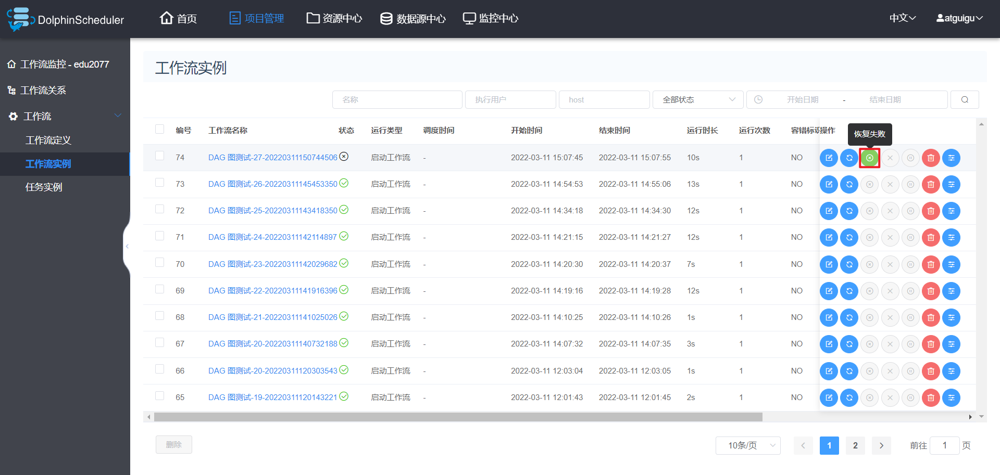 DolphinScheduler 首页 项目管理 资源中心 数据源中心 监控中心 中文 atguigu
工作流监控 - edu2077
工作流关系
工作流
工作流定义
工作流实例
任务实例
工作流实例
名称 执行用户 host 全部状态 开始日期 - 结束日期
编号 工作流名称 状态 运行类型 调度时间 开始时间 结束时间 运行时长 运行次数 容错标识 操作
恢复失败
74 DAG 图测试-27-20220311150744506 启动工作流 - 2022-03-11 15:07:45 2022-03-11 15:07:55 10s 1 NO
73 DAG 图测试-26-20220311145453350 启动工作流 - 2022-03-11 14:54:53 2022-03-11 14:55:06 13s 1 NO
72 DAG 图测试-25-20220311143418350 启动工作流 - 2022-03-11 14:34:18 2022-03-11 14:34:30 12s 1 NO
71 DAG 图测试-24-20220311142114897 启动工作流 - 2022-03-11 14:21:15 2022-03-11 14:21:27 12s 1 NO
70 DAG 图测试-23-20220311142029682 启动工作流 - 2022-03-11 14:20:30 2022-03-11 14:20:37 7s 1 NO
69 DAG 图测试-22-20220311141916396 启动工作流 - 2022-03-11 14:19:16 2022-03-11 14:19:28 12s 1 NO
68 DAG 图测试-21-20220311141025026 启动工作流 - 2022-03-11 14:10:25 2022-03-11 14:10:26 1s 1 NO
67 DAG 图测试-20-20220311140732188 启动工作流 - 2022-03-11 14:07:32 2022-03-11 14:07:35 3s 1 NO
66 DAG 图测试-20-20220311120303543 启动工作流 - 2022-03-11 12:03:04 2022-03-11 12:03:05 1s 1 NO
65 DAG 图测试-19-20220311120143221 启动工作流 - 2022-03-11 12:01:43 2022-03-11 12:01:45 2s 1 NO
删除 10条/页 1 2 前往 1 页